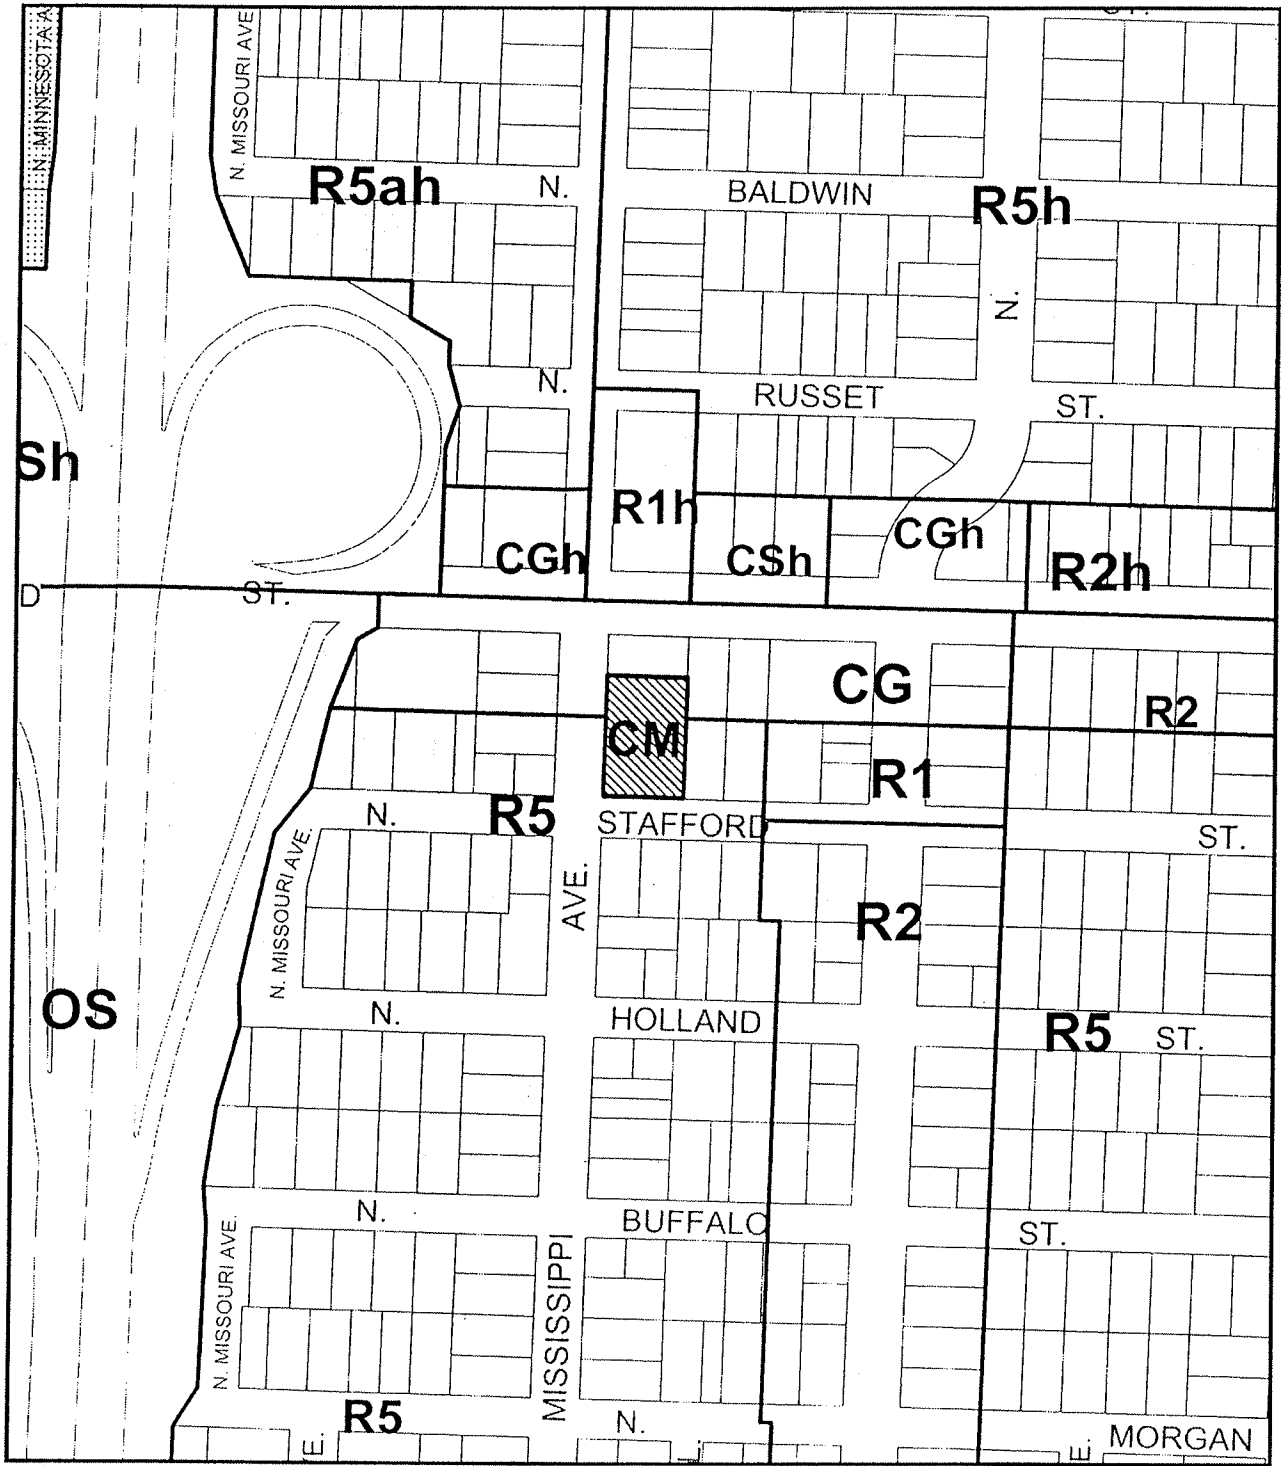 ST.
N. MINNESOTA A
N. MISSOURI AVE
R5ah
N.
BALDWIN
R5h
N.
N.
RUSSET
ST.
Sh
R1h
CGh
CSh
CGh
R2h
D
ST.
CG
R2
CM
R1
N.
R5
STAFFORD
ST.
N. MISSOURI AVE.
AVE.
R2
OS
N.
HOLLAND
R5
ST.
N.
BUFFALO
ST.
N. MISSOURI AVE.
MISSISSIPPI
R5
N.
MORGAN
E.
E.